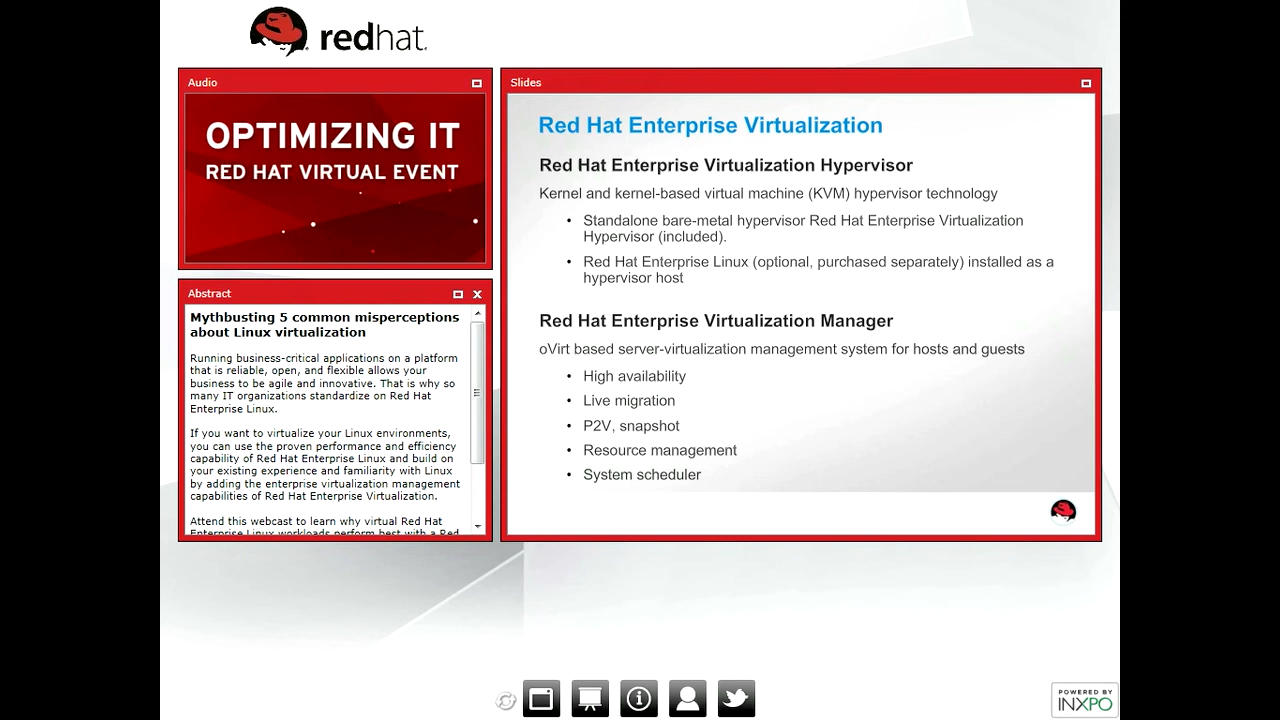 redhat.
Audio
OPTIMIZING IT
RED HAT VIRTUAL EVENT
Abstract
Mythbusting 5 common misperceptions
about Linux virtualization
Running business-critical applications on a platform
that is reliable, open, and flexible allows your
business to be agile and innovative. That is why so
many IT organizations standardize on Red Hat
Enterprise Linux.
If you want to virtualize your Linux environments,
you can use the proven performance and efficiency
capability of Red Hat Enterprise Linux and build on
your existing experience and familiarity with Linux
by adding the enterprise virtualization management
capabilities of Red Hat Enterprise Virtualization.
Attend this webcast to learn why virtual Red Hat
Enterprise Linux workloads perform best with a Red
Slides
Red Hat Enterprise Virtualization
Red Hat Enterprise Virtualization Hypervisor
Kernel and kernel-based virtual machine (KVM) hypervisor technology
• Standalone bare-metal hypervisor Red Hat Enterprise Virtualization
Hypervisor (included).
• Red Hat Enterprise Linux (optional, purchased separately) installed as a
hypervisor host
Red Hat Enterprise Virtualization Manager
oVirt based server-virtualization management system for hosts and guests
• High availability
• Live migration
• P2V, snapshot
• Resource management
• System scheduler
POWERED BY
INXPO